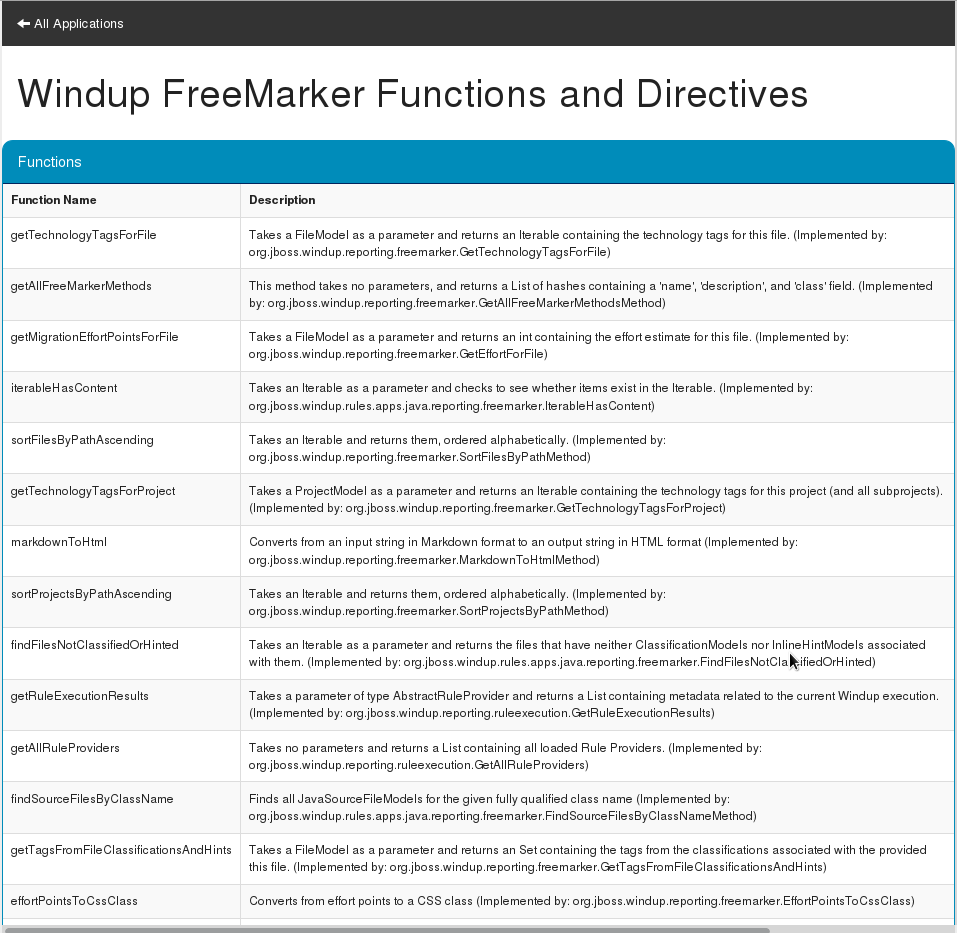 All Applications
Windup FreeMarker Functions and Directives
Functions
Function Name
Description
getTechnologyTagsForFile
Takes a FileModel as a parameter and returns an Iterable containing the technology tags for this file. (Implemented by:
org.jboss.windup.reporting.freemarker.GetTechnologyTagsForFile)
getAllFreeMarkerMethods
This method takes no parameters, and returns a List of hashes containing a 'name', 'description', and 'class' field. (Implemented
by: org.jboss.windup.reporting.freemarker.GetAllFreeMarkerMethodsMethod)
getMigrationEffortPointsForFile
Takes a FileModel as a parameter and returns an int containing the effort estimate for this file. (Implemented by:
org.jboss.windup.reporting.freemarker.GetEffortForFile)
iterableHasContent
Takes an Iterable as a parameter and checks to see whether items exist in the Iterable. (Implemented by:
org.jboss.windup.rules.apps.java.reporting.freemarker.IterableHasContent)
sortFilesByPathAscending
Takes an Iterable and returns them, ordered alphabetically. (Implemented by:
org.jboss.windup.reporting.freemarker.SortFilesByPathMethod)
getTechnologyTagsForProject
Takes a ProjectModel as a parameter and returns an Iterable containing the technology tags for this project (and all subprojects).
(Implemented by: org.jboss.windup.reporting.freemarker.GetTechnologyTagsForProject)
markdownToHtml
Converts from an input string in Markdown format to an output string in HTML format (Implemented by:
org.jboss.windup.reporting.freemarker.MarkdownToHtmlMethod)
sortProjectsByPathAscending
Takes an Iterable and returns them, ordered alphabetically. (Implemented by:
org.jboss.windup.reporting.freemarker.SortProjectsByPathMethod)
findFilesNotClassifiedOrHinted
Takes an Iterable as a parameter and returns the files that have neither ClassificationModels nor InlineHintModels associated
with them. (Implemented by: org.jboss.windup.rules.apps.java.reporting.freemarker.FindFilesNotClassifiedOrHinted)
getRuleExecutionResults
Takes a parameter of type AbstractRuleProvider and returns a List containing metadata related to the current Windup execution.
(Implemented by: org.jboss.windup.reporting.ruleexecution.GetRuleExecutionResults)
getAllRuleProviders
Takes no parameters and returns a List containing all loaded Rule Providers. (Implemented by:
org.jboss.windup.reporting.ruleexecution.GetAllRuleProviders)
findSourceFilesByClassName
Finds all JavaSourceFileModels for the given fully qualified class name (Implemented by:
org.jboss.windup.rules.apps.java.reporting.freemarker.FindSourceFilesByClassNameMethod)
getTagsFromFileClassificationsAndHints
Takes a FileModel as a parameter and returns an Set containing the tags from the classifications associated with the provided
this file. (Implemented by: org.jboss.windup.reporting.freemarker.GetTagsFromFileClassificationsAndHints)
effortPointsToCssClass
Converts from effort points to a CSS class (Implemented by: org.jboss.windup.reporting.freemarker.EffortPointsToCssClass)